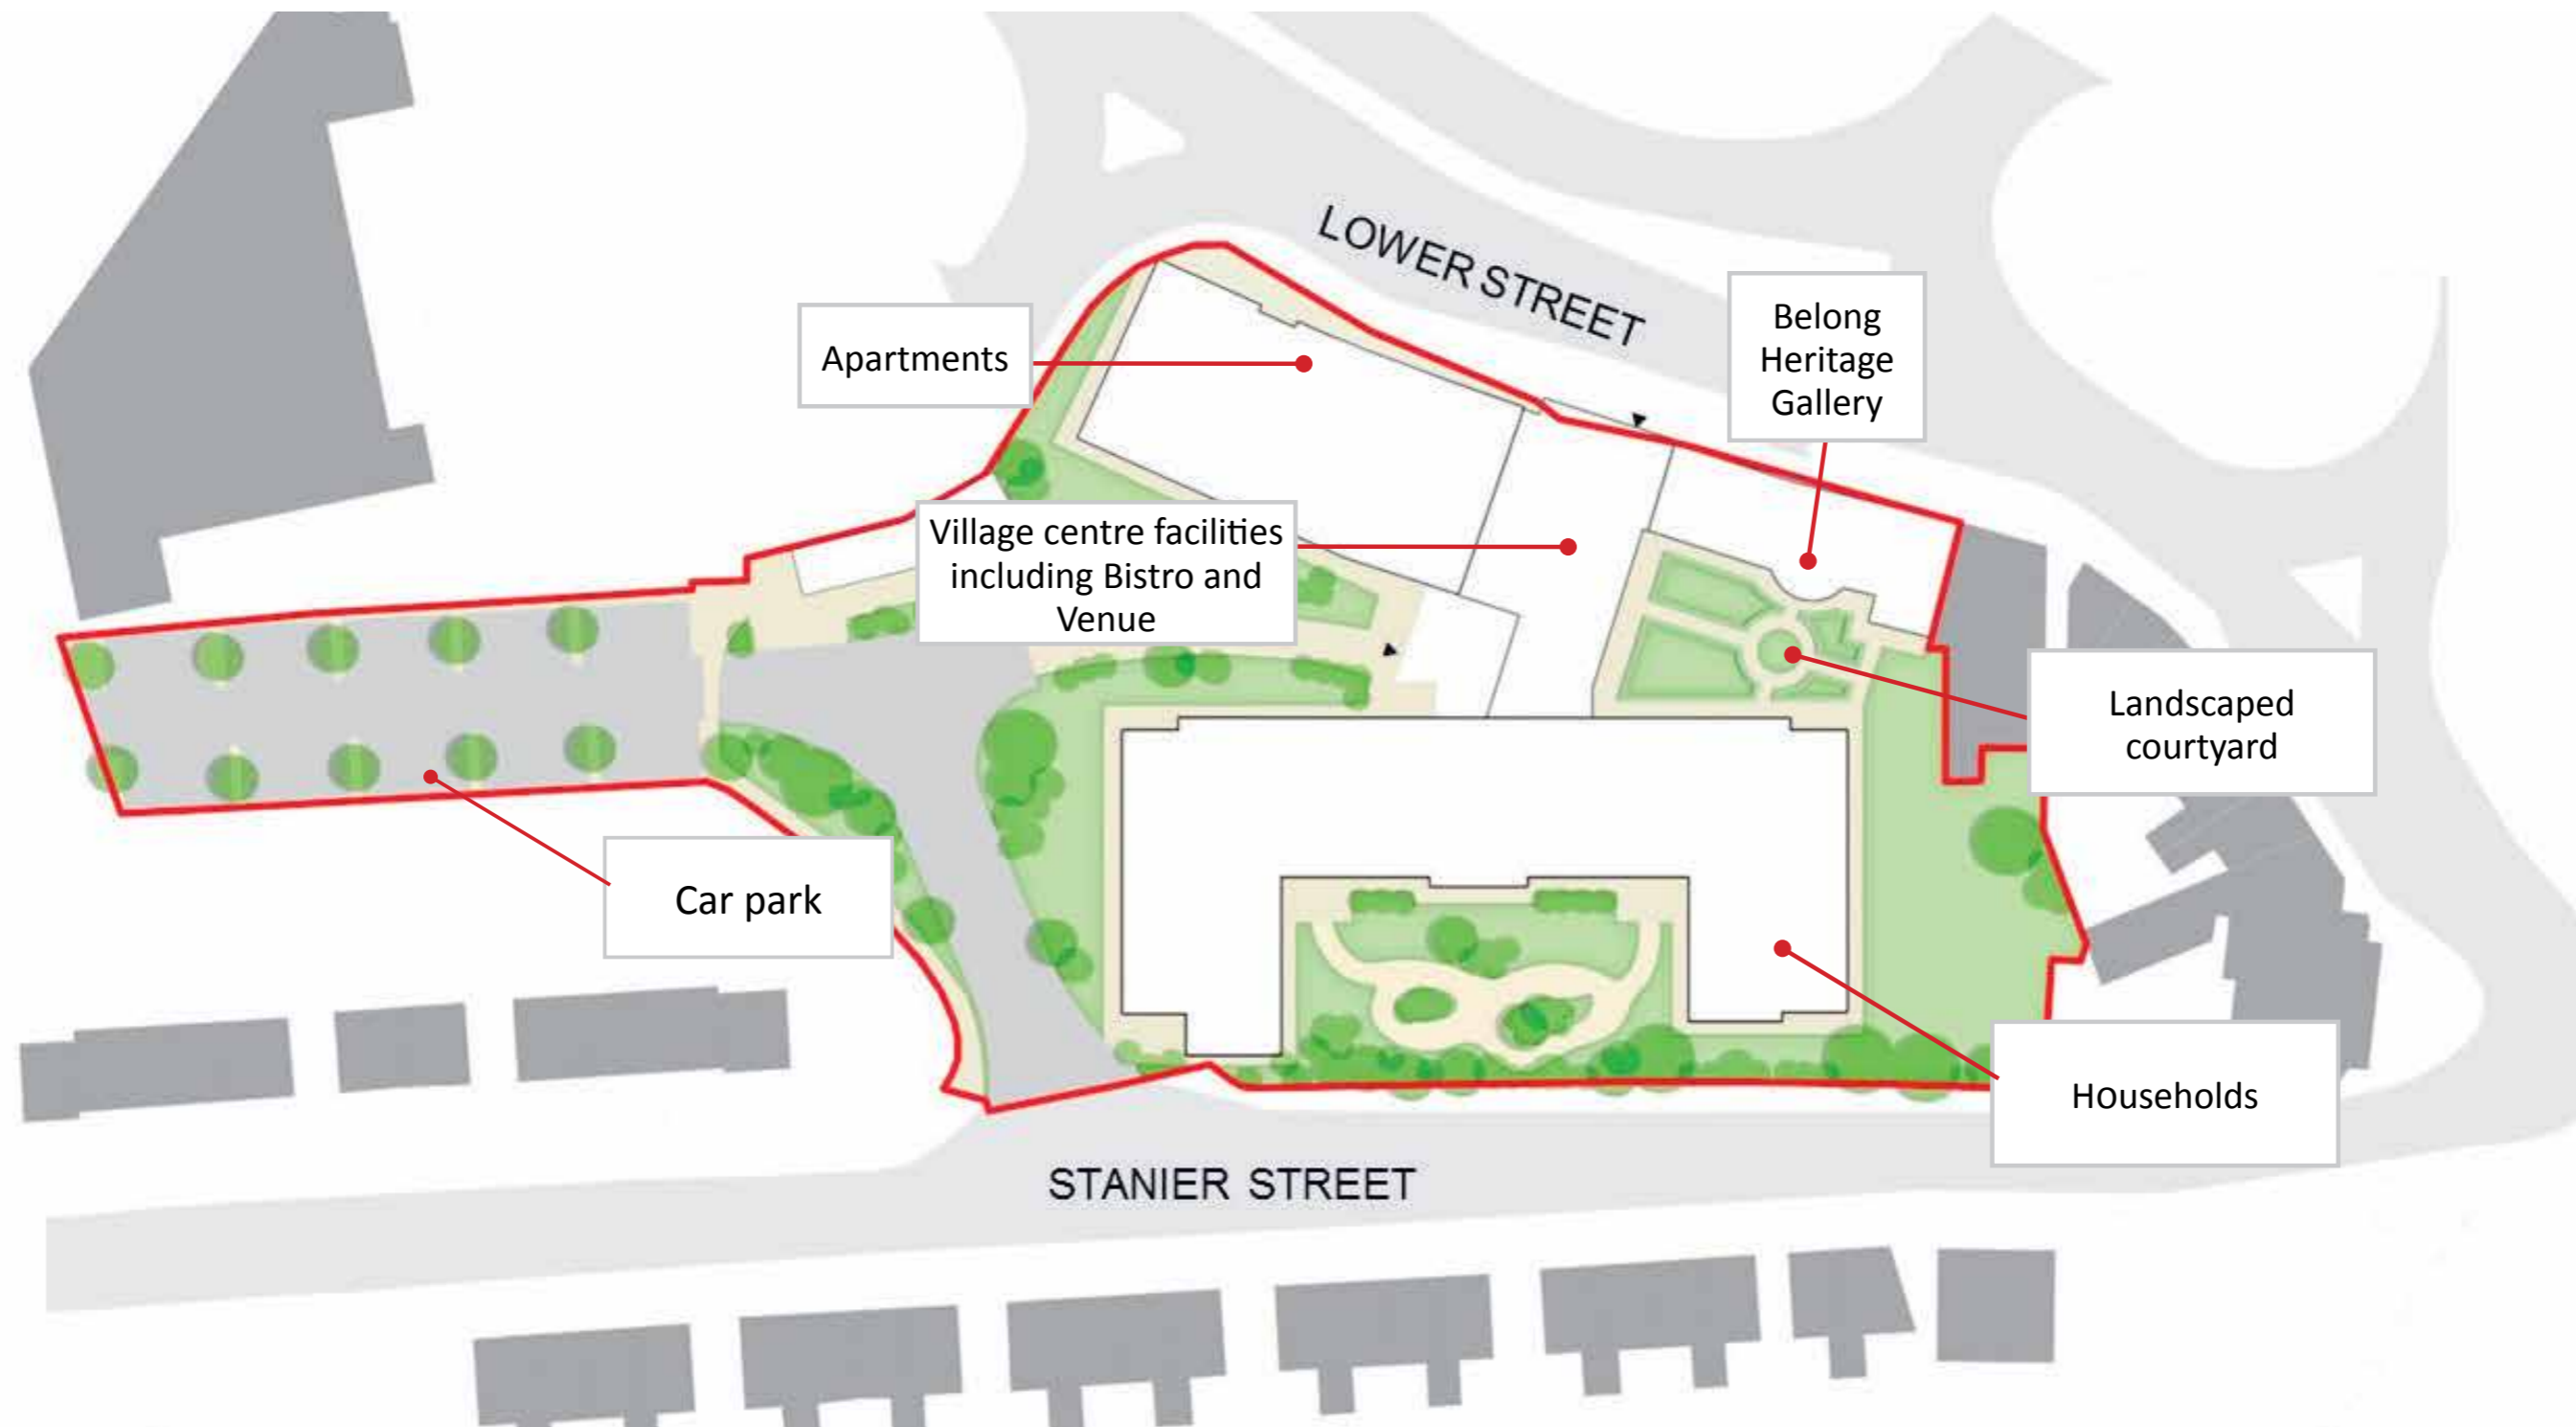 LOWER STREET
Belong
Heritage
Gallery
Apartments
Village centre facilities
including Bistro and
Venue
Landscaped
courtyard
Car park
Households
STANIER STREET